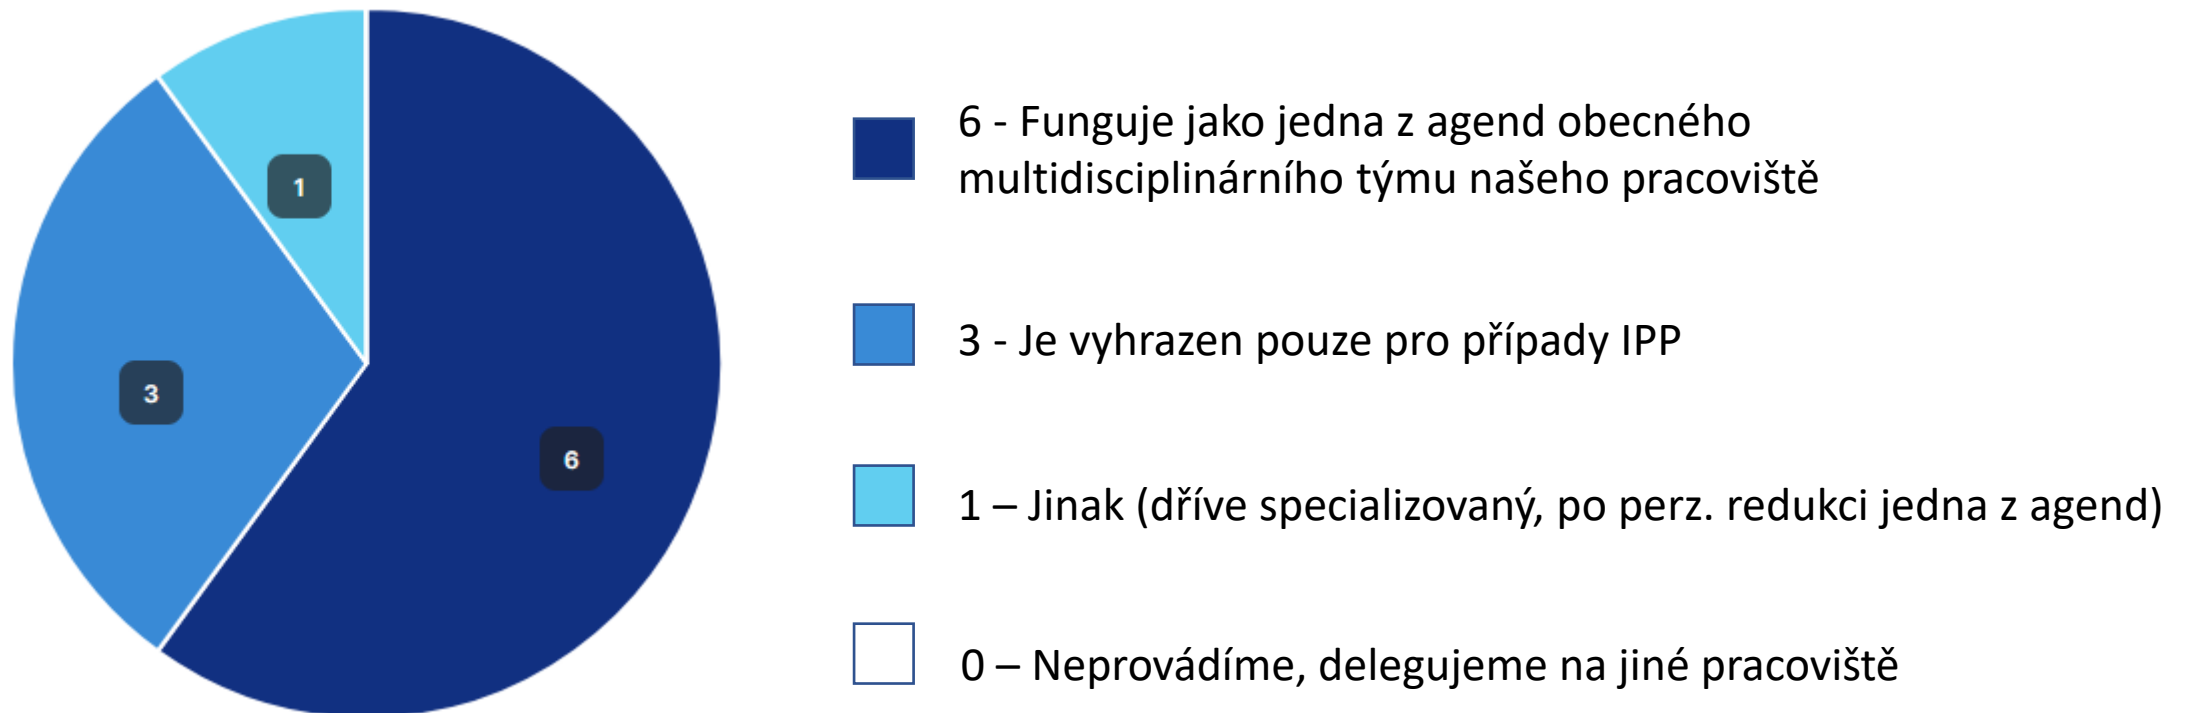 1
3
6
6 - Funguje jako jedna z agend obecného
multidisciplinárního týmu našeho pracoviště
3 - Je vyhrazen pouze pro případy IPP
1 – Jinak (dříve specializovaný, po perz. redukci jedna z agend)
0 – Neprovádíme, delegujeme na jiné pracoviště